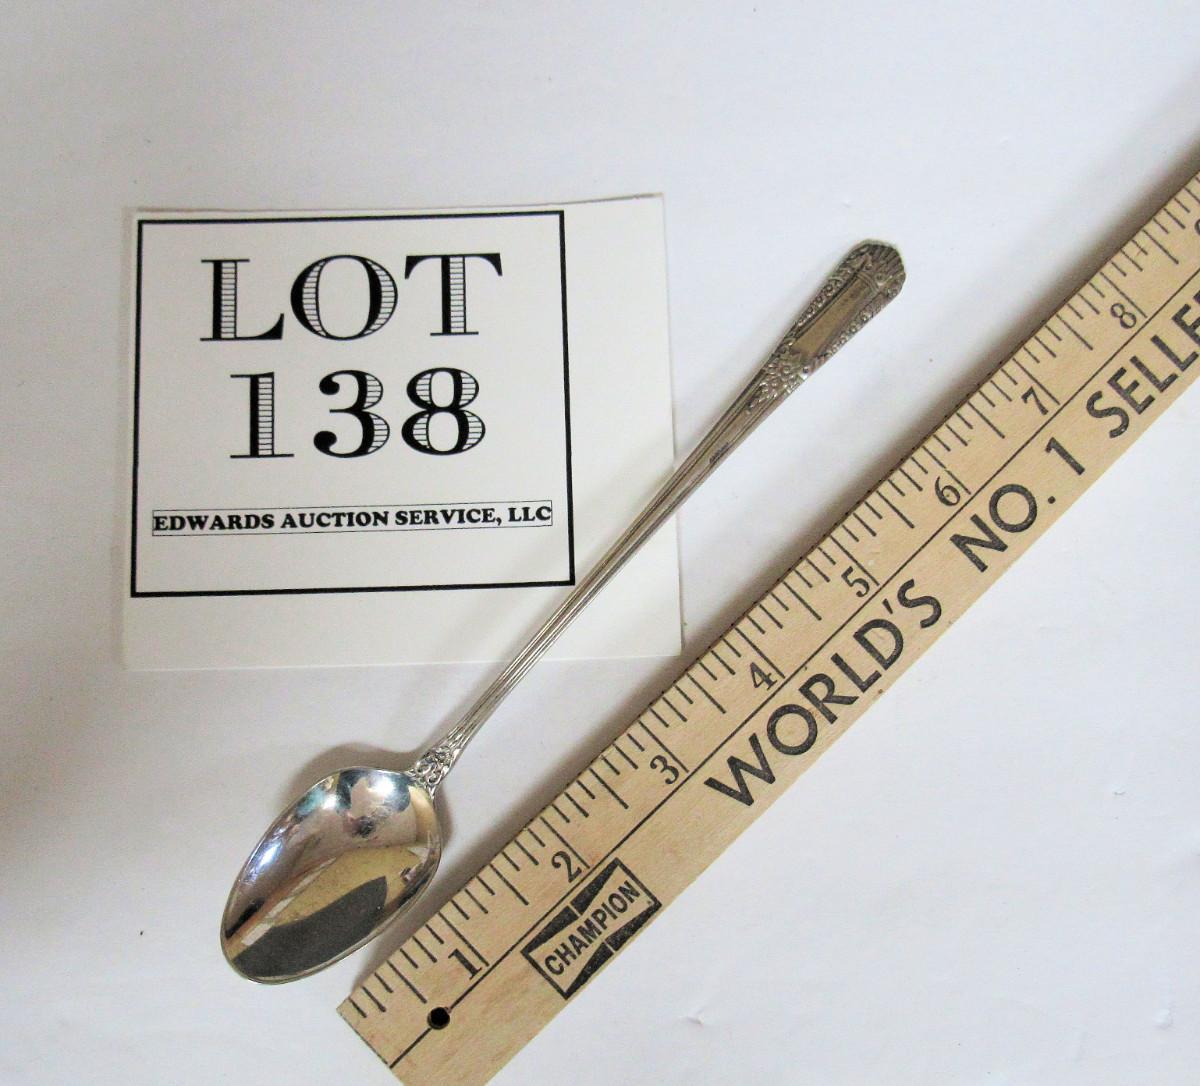 LOT
138
EDWARDS AUCTION SERVICE, LLC
1
2
3
4
5
6
7
8
CHAMPION
WORLD'S NO. 1 SELLE